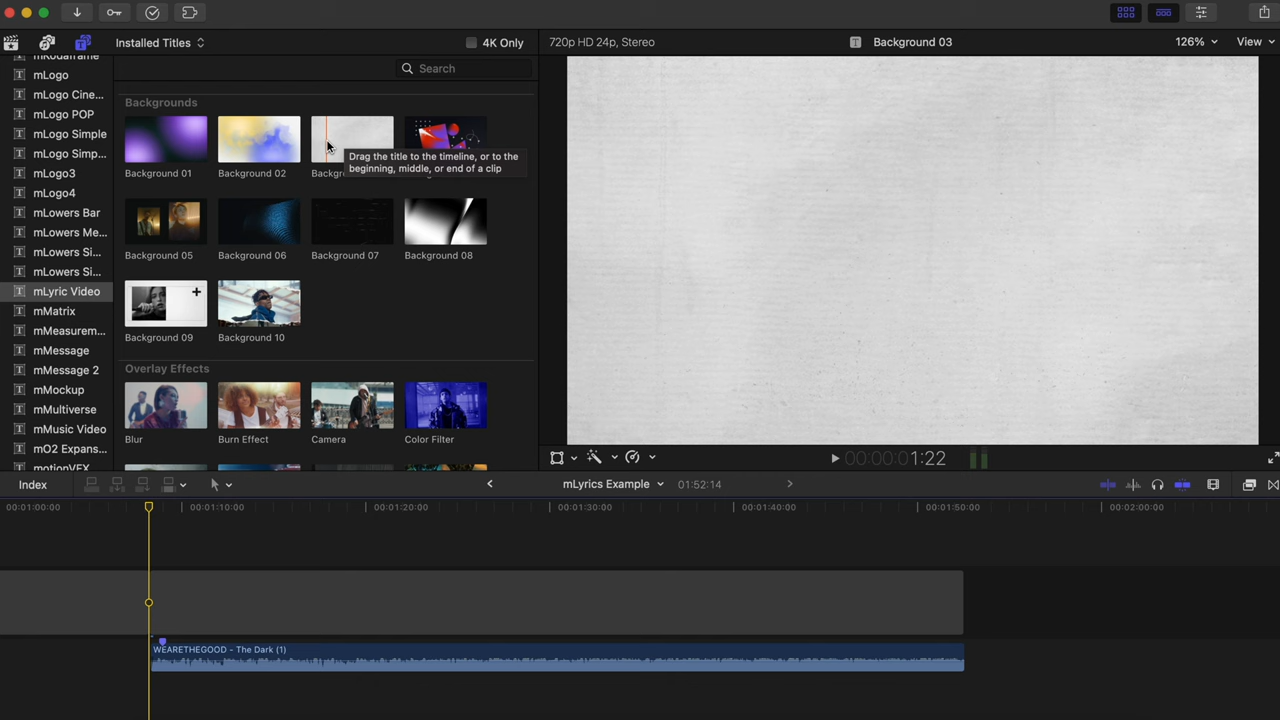 Installed Titles
4K Only
720p HD 24p, Stereo
Background 03
126%
View
Search
mKodaframe
mLogo
mLogo Cine...
mLogo POP
mLogo Simple
mLogo Simp...
mLogo3
mLogo4
mLowers Bar
mLowers Me...
mLowers Si...
mLowers Si...
mLyric Video
mMatrix
mMeasurem...
mMessage
mMessage 2
mMockup
mMultiverse
mMusic Video
mO2 Expans...
motionVFX
Backgrounds
Background 01
Background 02
Drag the title to the timeline, or to the
beginning, middle, or end of a clip
Background 05
Background 06
Background 07
Background 08
Background 09
Background 10
Overlay Effects
Blur
Burn Effect
Camera
Color Filter
00:00:01:22
Index
mLyrics Example
01:52:14
00:01:00:00
00:01:10:00
00:01:20:00
00:01:30:00
00:01:40:00
00:01:50:00
00:02:00:00
WEARETHEGOOD - The Dark (1)